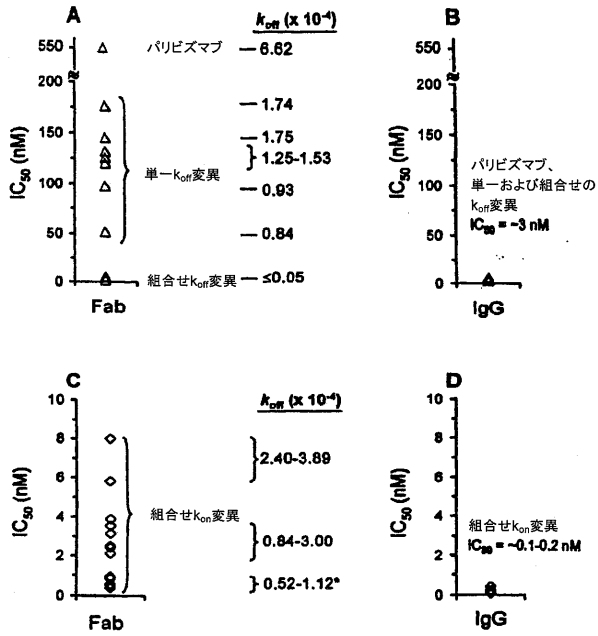 A
k_off (x 10⁻⁴)
IC₅₀ (nM)
550
200
150
100
50
0
Fab
パリビズマブ
6.62
単一k_off変異
1.74
1.75
1.25-1.53
0.93
0.84
組合せk_off変異
≤0.05
B
IC₅₀ (nM)
550
200
150
100
50
0
IgG
パリビズマブ、
単一および組合せの
k_off変異
IC₅₀ = ~3 nM
C
k_off (x 10⁻⁴)
IC₅₀ (nM)
10
8
6
4
2
0
Fab
組合せk_on変異
2.40-3.89
0.84-3.00
0.52-1.12*
D
IC₅₀ (nM)
10
8
6
4
2
0
IgG
組合せk_on変異
IC₅₀ = ~0.1-0.2 nM